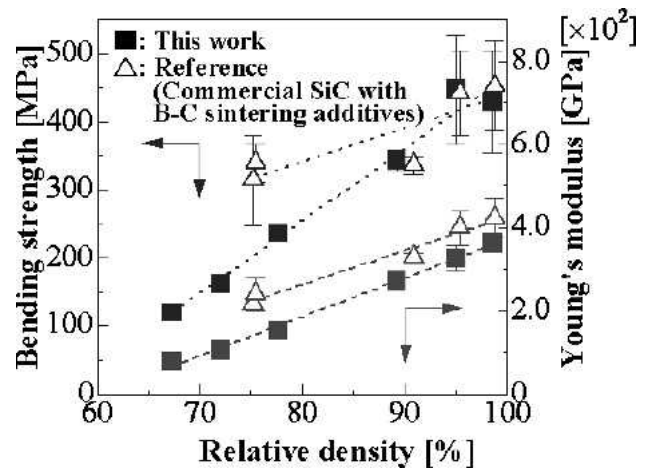 [×10²]
500
400
300
200
100
0
Bending strength [MPa]
■: This work
△: Reference
(Commercial SiC with
B-C sintering additives)
8.0
6.0
4.0
2.0
0
Young's modulus [GPa]
60
70
80
90
100
Relative density [%]